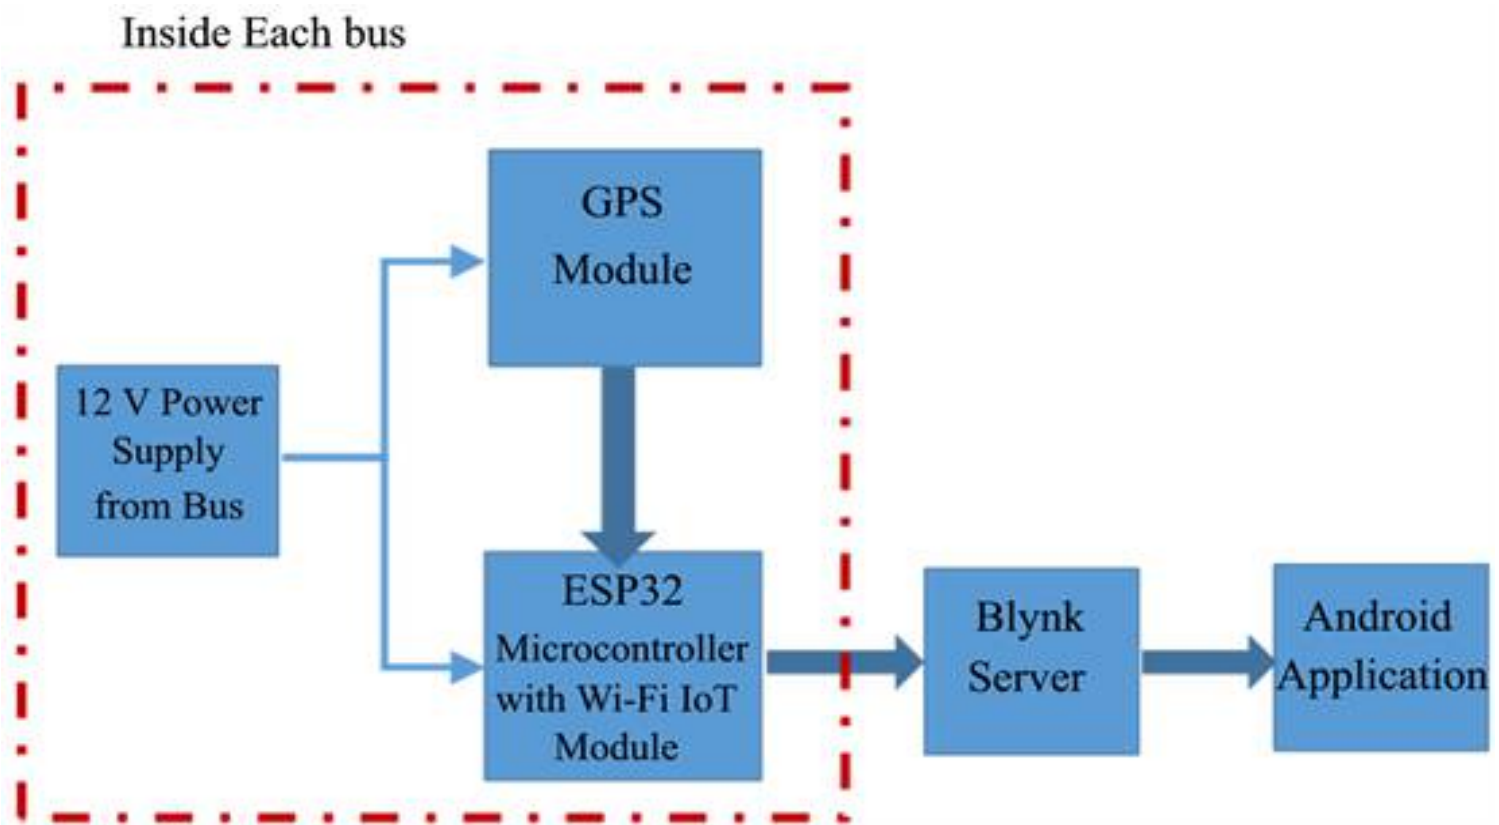 Inside Each bus
GPS
Module
12 V Power
Supply
from Bus
ESP32
Microcontroller
with Wi-Fi IoT
Module
Blynk
Server
Android
Application